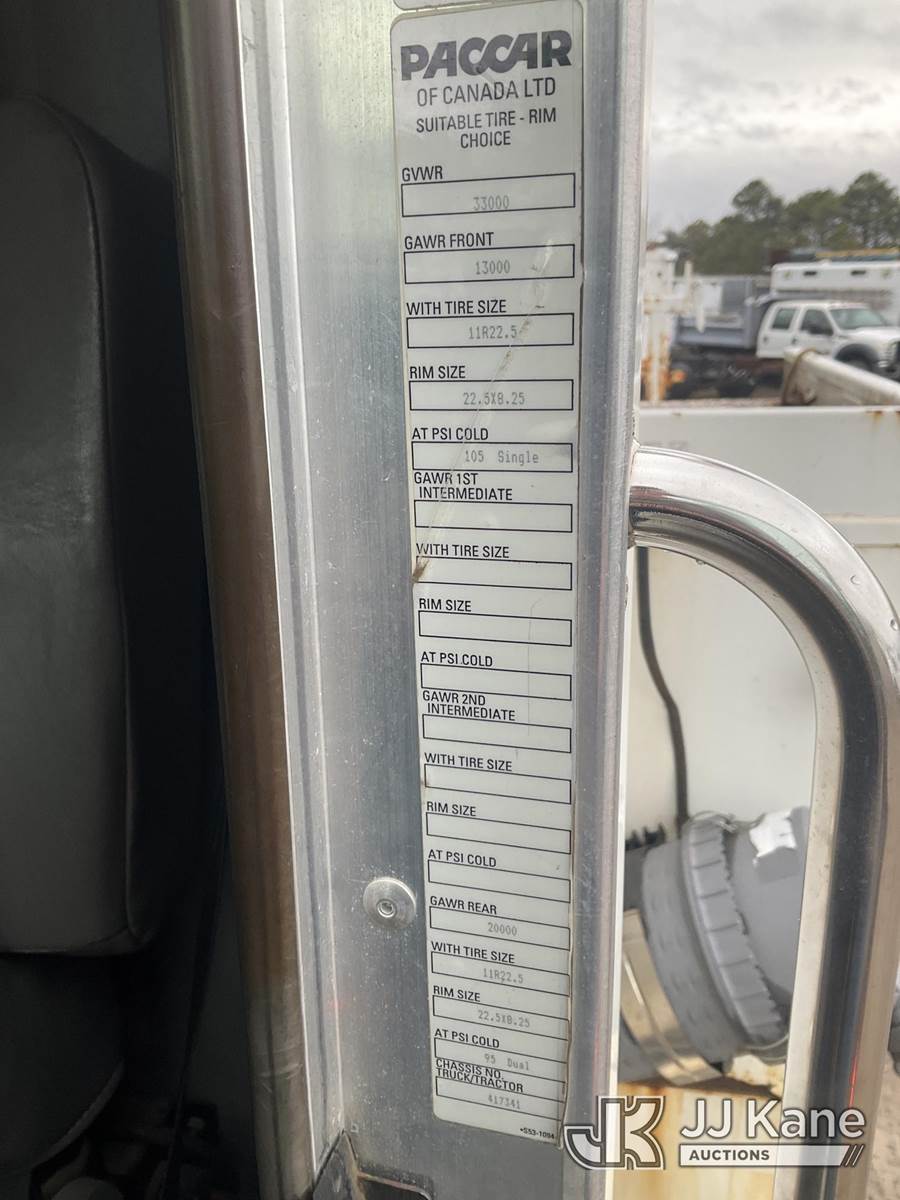 PACCAR
OF CANADA LTD
SUITABLE TIRE - RIM
CHOICE
GVWR
33000
GAWR FRONT
13000
WITH TIRE SIZE
11R22.5
RIM SIZE
22.5X8.25
AT PSI COLD
105 Single
GAWR 1ST
INTERMEDIATE
WITH TIRE SIZE
RIM SIZE
AT PSI COLD
GAWR 2ND
INTERMEDIATE
WITH TIRE SIZE
RIM SIZE
AT PSI COLD
GAWR REAR
20000
WITH TIRE SIZE
11R22.5
RIM SIZE
22.5X8.25
AT PSI COLD
95 Dual
CHASSIS NO.
TRUCK/TRACTOR
417341
•S53-1094
JK JJ Kane
AUCTIONS